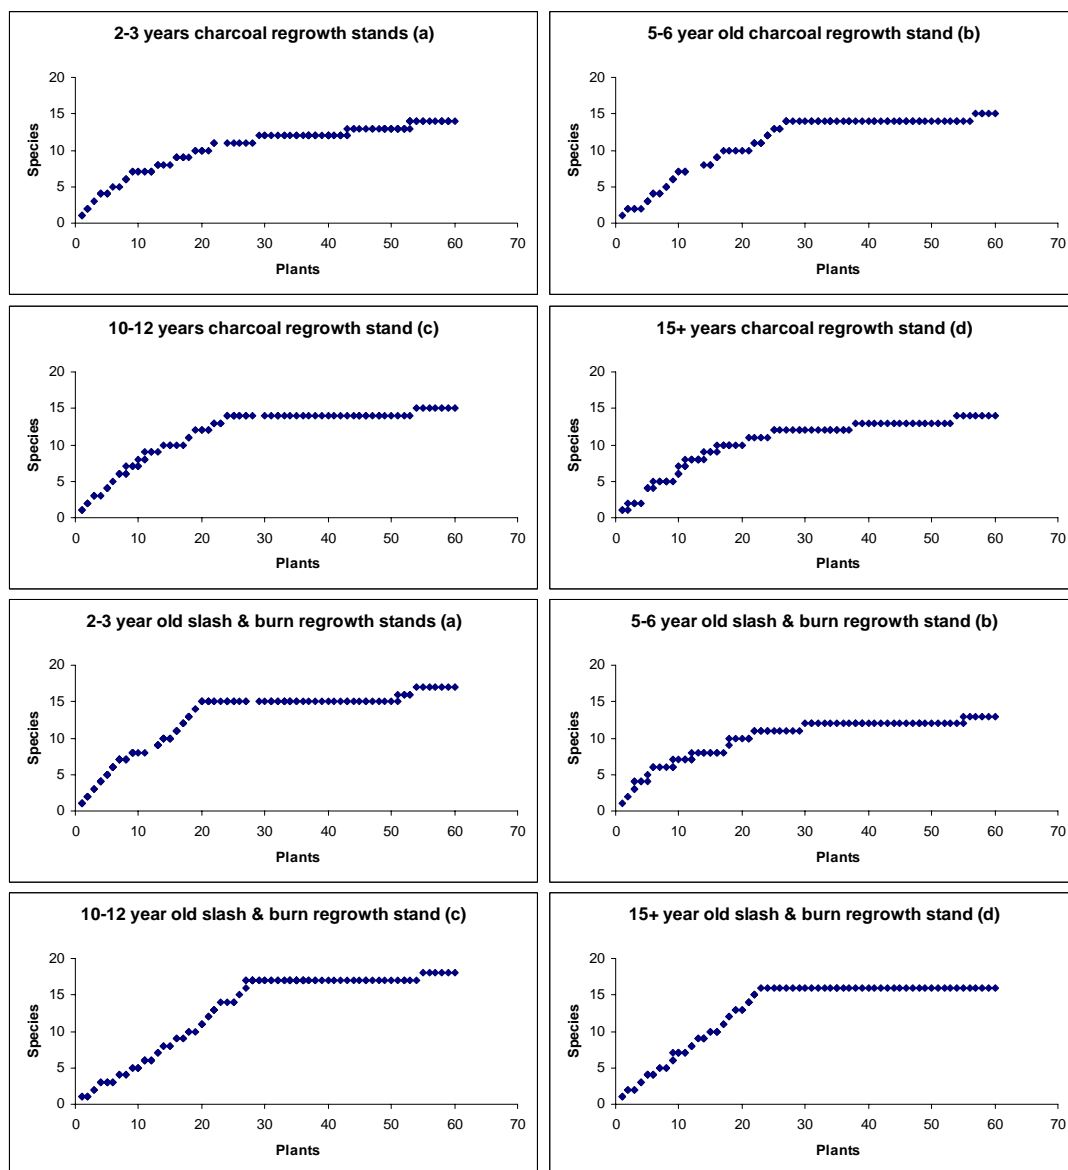 2-3 years charcoal regrowth stands (a)
20
15
10
5
0
Species
0 10 20 30 40 50 60 70
Plants
5-6 year old charcoal regrowth stand (b)
20
15
10
5
0
Species
0 10 20 30 40 50 60 70
Plants
10-12 years charcoal regrowth stand (c)
20
15
10
5
0
Species
0 10 20 30 40 50 60 70
Plants
15+ years charcoal regrowth stand (d)
20
15
10
5
0
Species
0 10 20 30 40 50 60 70
Plants
2-3 year old slash & burn regrowth stands (a)
20
15
10
5
0
Species
0 10 20 30 40 50 60 70
Plants
5-6 year old slash & burn regrowth stand (b)
20
15
10
5
0
Species
0 10 20 30 40 50 60 70
Plants
10-12 year old slash & burn regrowth stand (c)
20
15
10
5
0
Species
0 10 20 30 40 50 60 70
Plants
15+ year old slash & burn regrowth stand (d)
20
15
10
5
0
Species
0 10 20 30 40 50 60 70
Plants